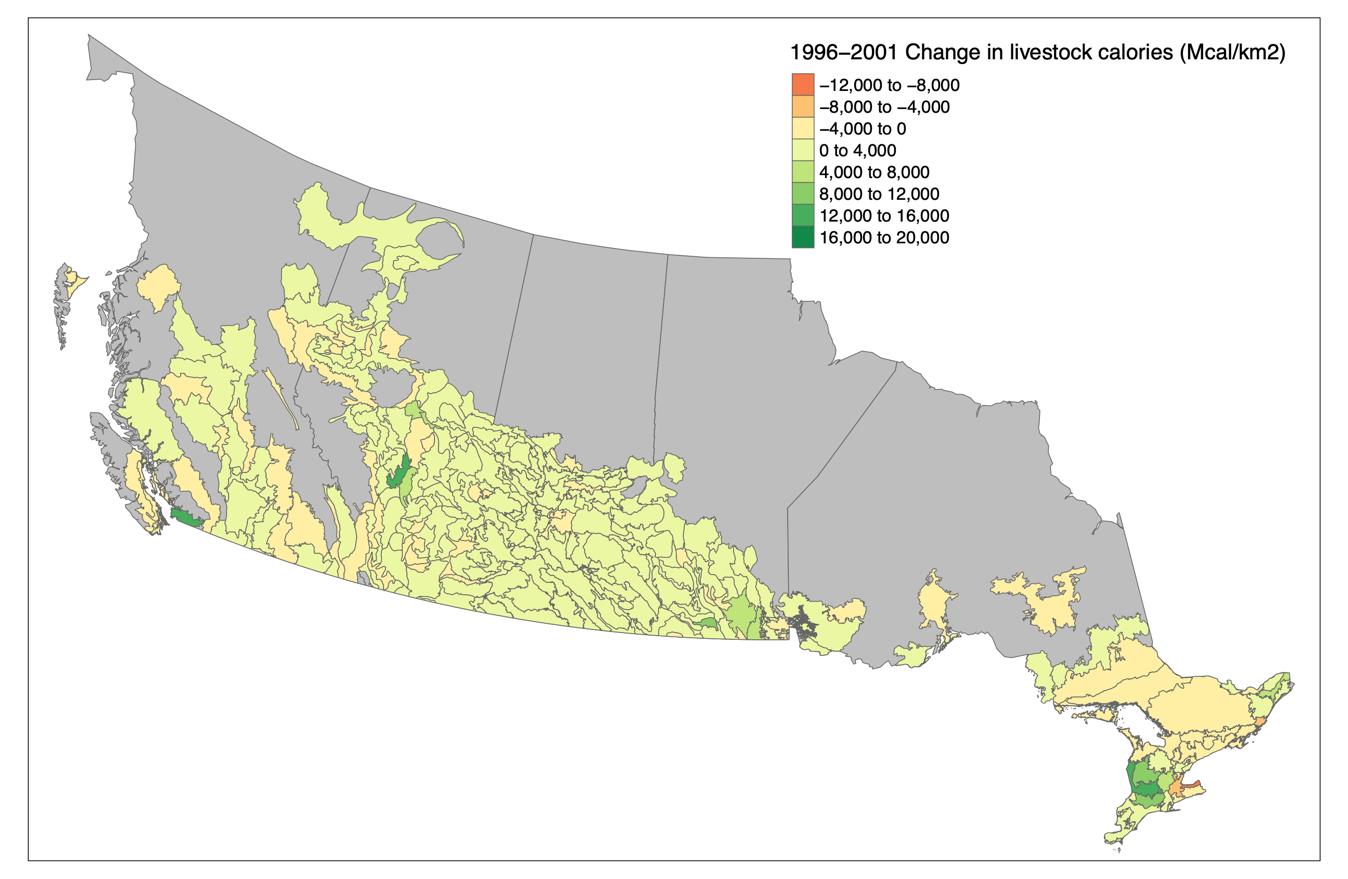 1996–2001 Change in livestock calories (Mcal/km2)
−12,000 to −8,000
−8,000 to −4,000
−4,000 to 0
0 to 4,000
4,000 to 8,000
8,000 to 12,000
12,000 to 16,000
16,000 to 20,000